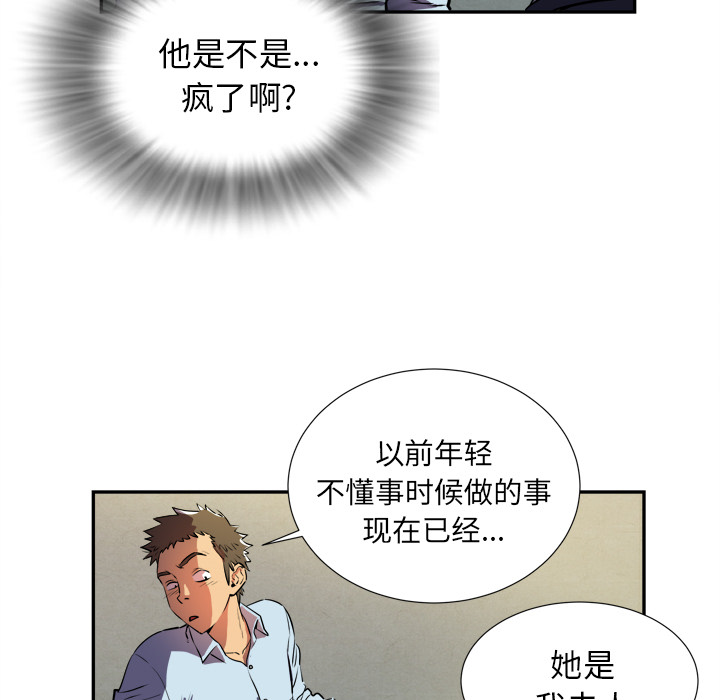 他是不是...
疯了啊?
以前年轻
不懂事时候做的事
现在已经...
她是